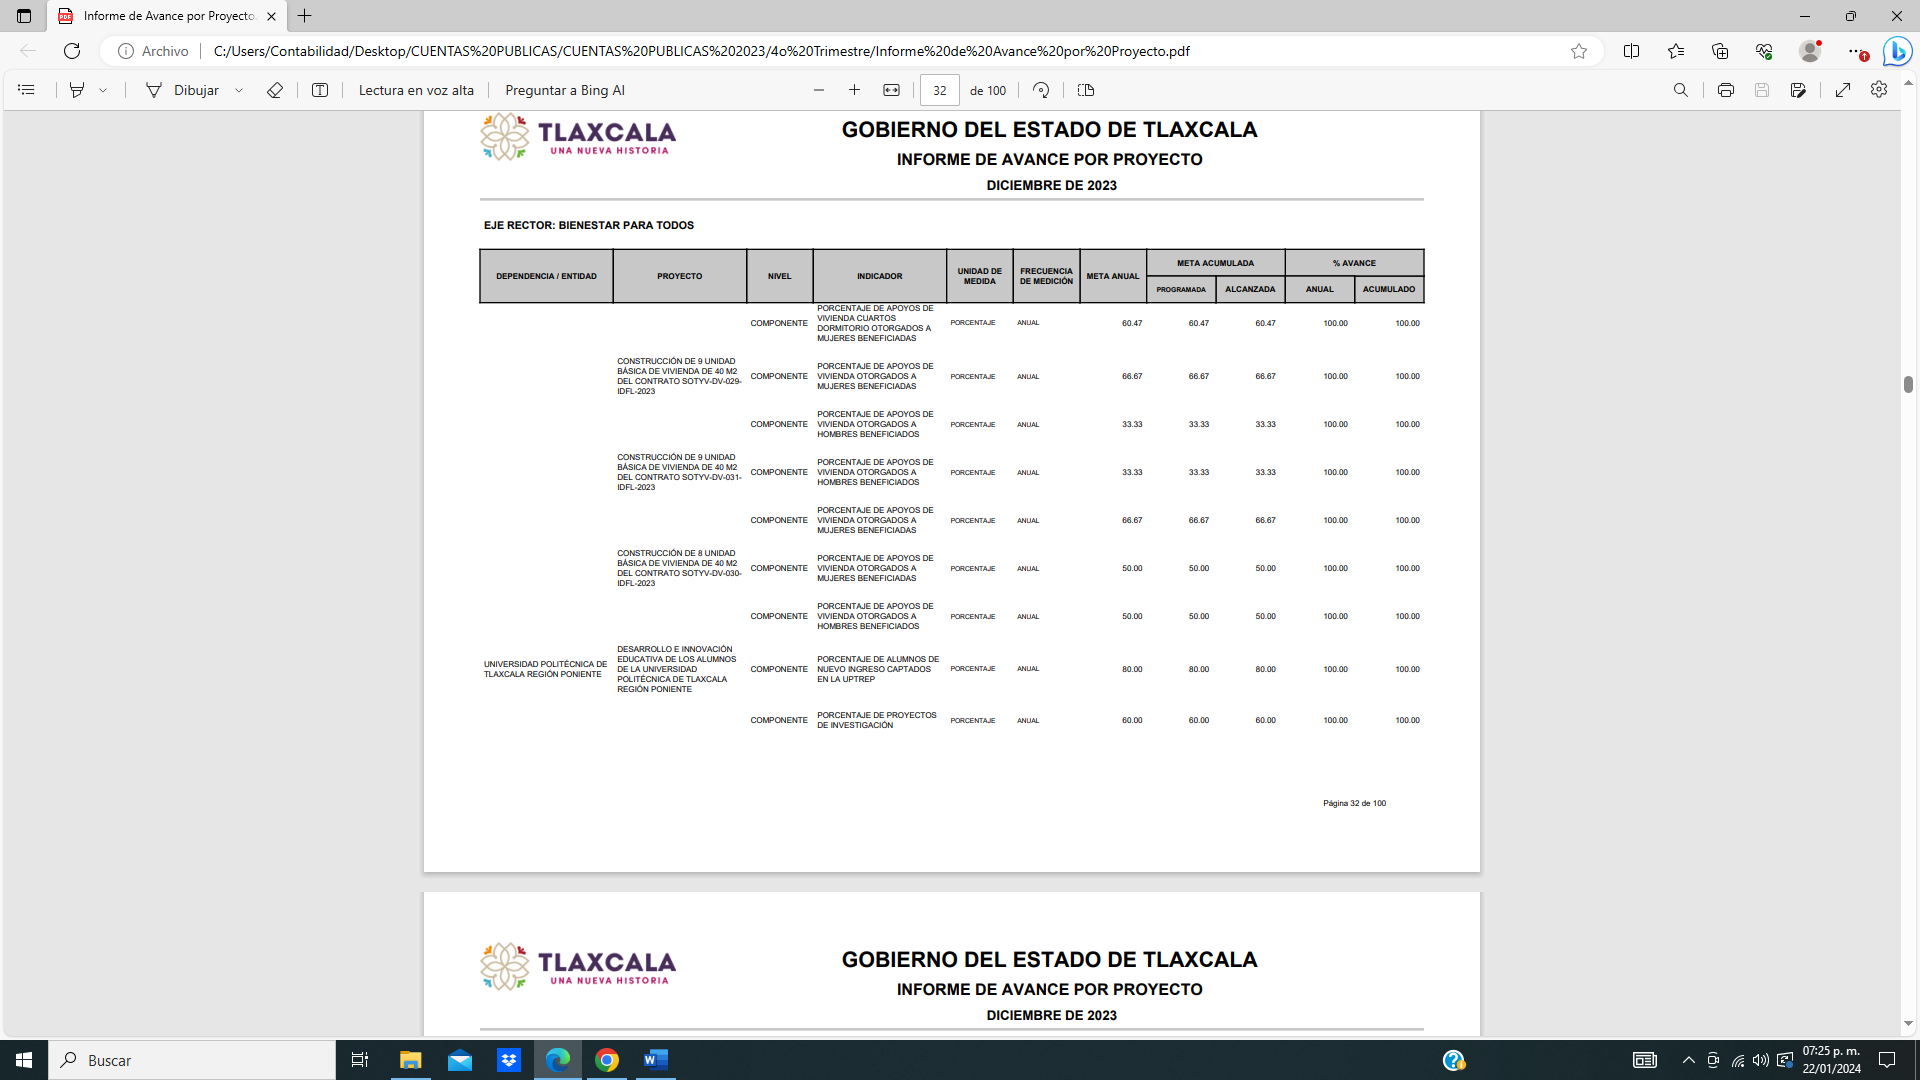 Informe de Avance por Proyecto.
Archivo
C:/Users/Contabilidad/Desktop/CUENTAS%20PUBLICAS/CUENTAS%20PUBLICAS%202023/4o%20Trimestre/Informe%20de%20Avance%20por%20Proyecto.pdf
Dibujar
Lectura en voz alta
Preguntar a Bing AI
32
de 100
TLAXCALA
UNA NUEVA HISTORIA
GOBIERNO DEL ESTADO DE TLAXCALA
INFORME DE AVANCE POR PROYECTO
DICIEMBRE DE 2023
EJE RECTOR: BIENESTAR PARA TODOS
DEPENDENCIA / ENTIDAD PROYECTO NIVEL INDICADOR UNIDAD DE MEDIDA FRECUENCIA DE MEDICIÓN META ANUAL META ACUMULADA % AVANCE
PROGRAMADA ALCANZADA ANUAL ACUMULADO
COMPONENTE
PORCENTAJE DE APOYOS DE
VIVIENDA CUARTOS
DORMITORIO OTORGADOS A
MUJERES BENEFICIADAS
PORCENTAJE ANUAL 60.47 60.47 60.47 100.00 100.00
CONSTRUCCIÓN DE 9 UNIDAD
BÁSICA DE VIVIENDA DE 40 M2
DEL CONTRATO SOTYV-DV-029-
IDFL-2023
COMPONENTE
PORCENTAJE DE APOYOS DE
VIVIENDA OTORGADOS A
MUJERES BENEFICIADAS
PORCENTAJE ANUAL 66.67 66.67 66.67 100.00 100.00
COMPONENTE
PORCENTAJE DE APOYOS DE
VIVIENDA OTORGADOS A
HOMBRES BENEFICIADOS
PORCENTAJE ANUAL 33.33 33.33 33.33 100.00 100.00
CONSTRUCCIÓN DE 9 UNIDAD
BÁSICA DE VIVIENDA DE 40 M2
DEL CONTRATO SOTYV-DV-031-
IDFL-2023
COMPONENTE
PORCENTAJE DE APOYOS DE
VIVIENDA OTORGADOS A
HOMBRES BENEFICIADOS
PORCENTAJE ANUAL 33.33 33.33 33.33 100.00 100.00
COMPONENTE
PORCENTAJE DE APOYOS DE
VIVIENDA OTORGADOS A
MUJERES BENEFICIADAS
PORCENTAJE ANUAL 66.67 66.67 66.67 100.00 100.00
CONSTRUCCIÓN DE 8 UNIDAD
BÁSICA DE VIVIENDA DE 40 M2
DEL CONTRATO SOTYV-DV-030-
IDFL-2023
COMPONENTE
PORCENTAJE DE APOYOS DE
VIVIENDA OTORGADOS A
MUJERES BENEFICIADAS
PORCENTAJE ANUAL 50.00 50.00 50.00 100.00 100.00
COMPONENTE
PORCENTAJE DE APOYOS DE
VIVIENDA OTORGADOS A
HOMBRES BENEFICIADOS
PORCENTAJE ANUAL 50.00 50.00 50.00 100.00 100.00
UNIVERSIDAD POLITÉCNICA DE
TLAXCALA REGIÓN PONIENTE
DESARROLLO E INNOVACIÓN
EDUCATIVA DE LOS ALUMNOS
DE LA UNIVERSIDAD
POLITÉCNICA DE TLAXCALA
REGIÓN PONIENTE
COMPONENTE
PORCENTAJE DE ALUMNOS DE
NUEVO INGRESO CAPTADOS
EN LA UPTREP
PORCENTAJE ANUAL 80.00 80.00 80.00 100.00 100.00
COMPONENTE
PORCENTAJE DE PROYECTOS
DE INVESTIGACIÓN
PORCENTAJE ANUAL 60.00 60.00 60.00 100.00 100.00
Página 32 de 100
TLAXCALA
UNA NUEVA HISTORIA
GOBIERNO DEL ESTADO DE TLAXCALA
INFORME DE AVANCE POR PROYECTO
DICIEMBRE DE 2023
Buscar
07:25 p. m.
22/01/2024